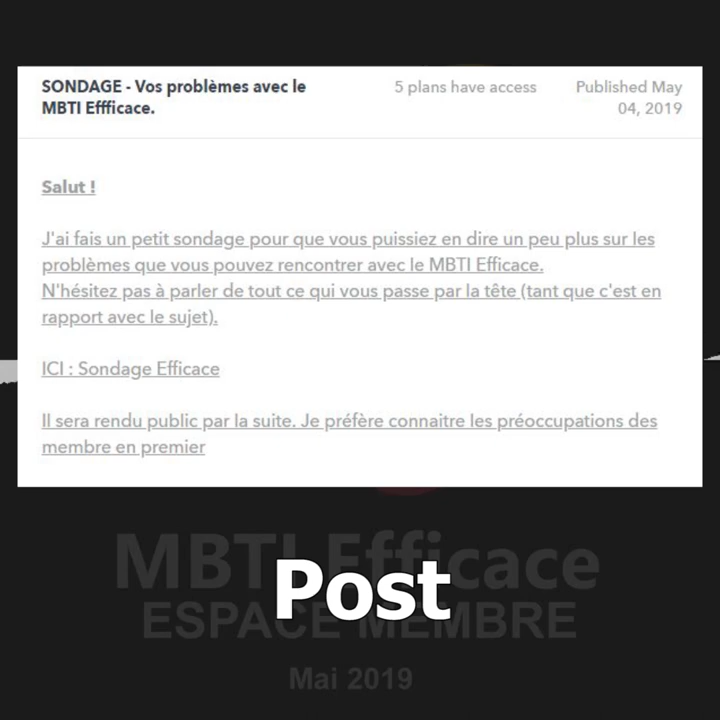 SONDAGE - Vos problèmes avec le
MBTI Effficace.
5 plans have access
Published May
04, 2019
Salut !
J'ai fais un petit sondage pour que vous puissiez en dire un peu plus sur les
problèmes que vous pouvez rencontrer avec le MBTI Efficace.
N'hésitez pas à parler de tout ce qui vous passe par la tête (tant que c'est en
rapport avec le sujet).
ICI : Sondage Efficace
Il sera rendu public par la suite. Je préfère connaitre les préoccupations des
membre en premier
MBTI Efficace
Post
ESPACE MEMBRE
Mai 2019